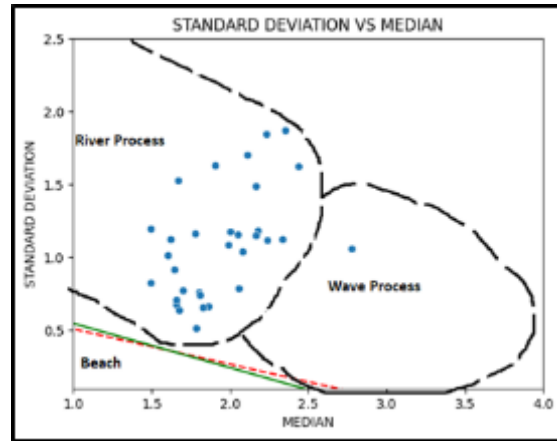 STANDARD DEVIATION VS MEDIAN
2.5
2.0
River Process
1.5
STANDARD DEVIATION
1.0
Wave Process
0.5
Beach
1.0 1.5 2.0 2.5 3.0 3.5 4.0
MEDIAN